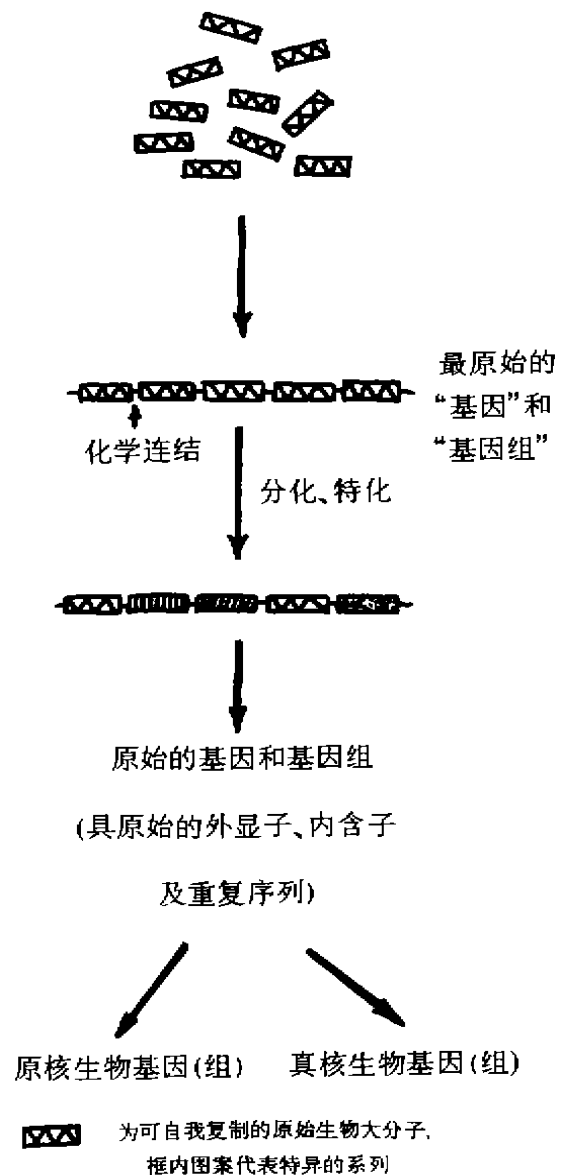 最原始的
“基因”和
“基因组”
化学连结
分化、特化
原始的基因和基因组
(具原始的外显子、内含子
及重复序列)
原核生物基因(组)
真核生物基因(组)
为可自我复制的原始生物大分子,
框内图案代表特异的系列